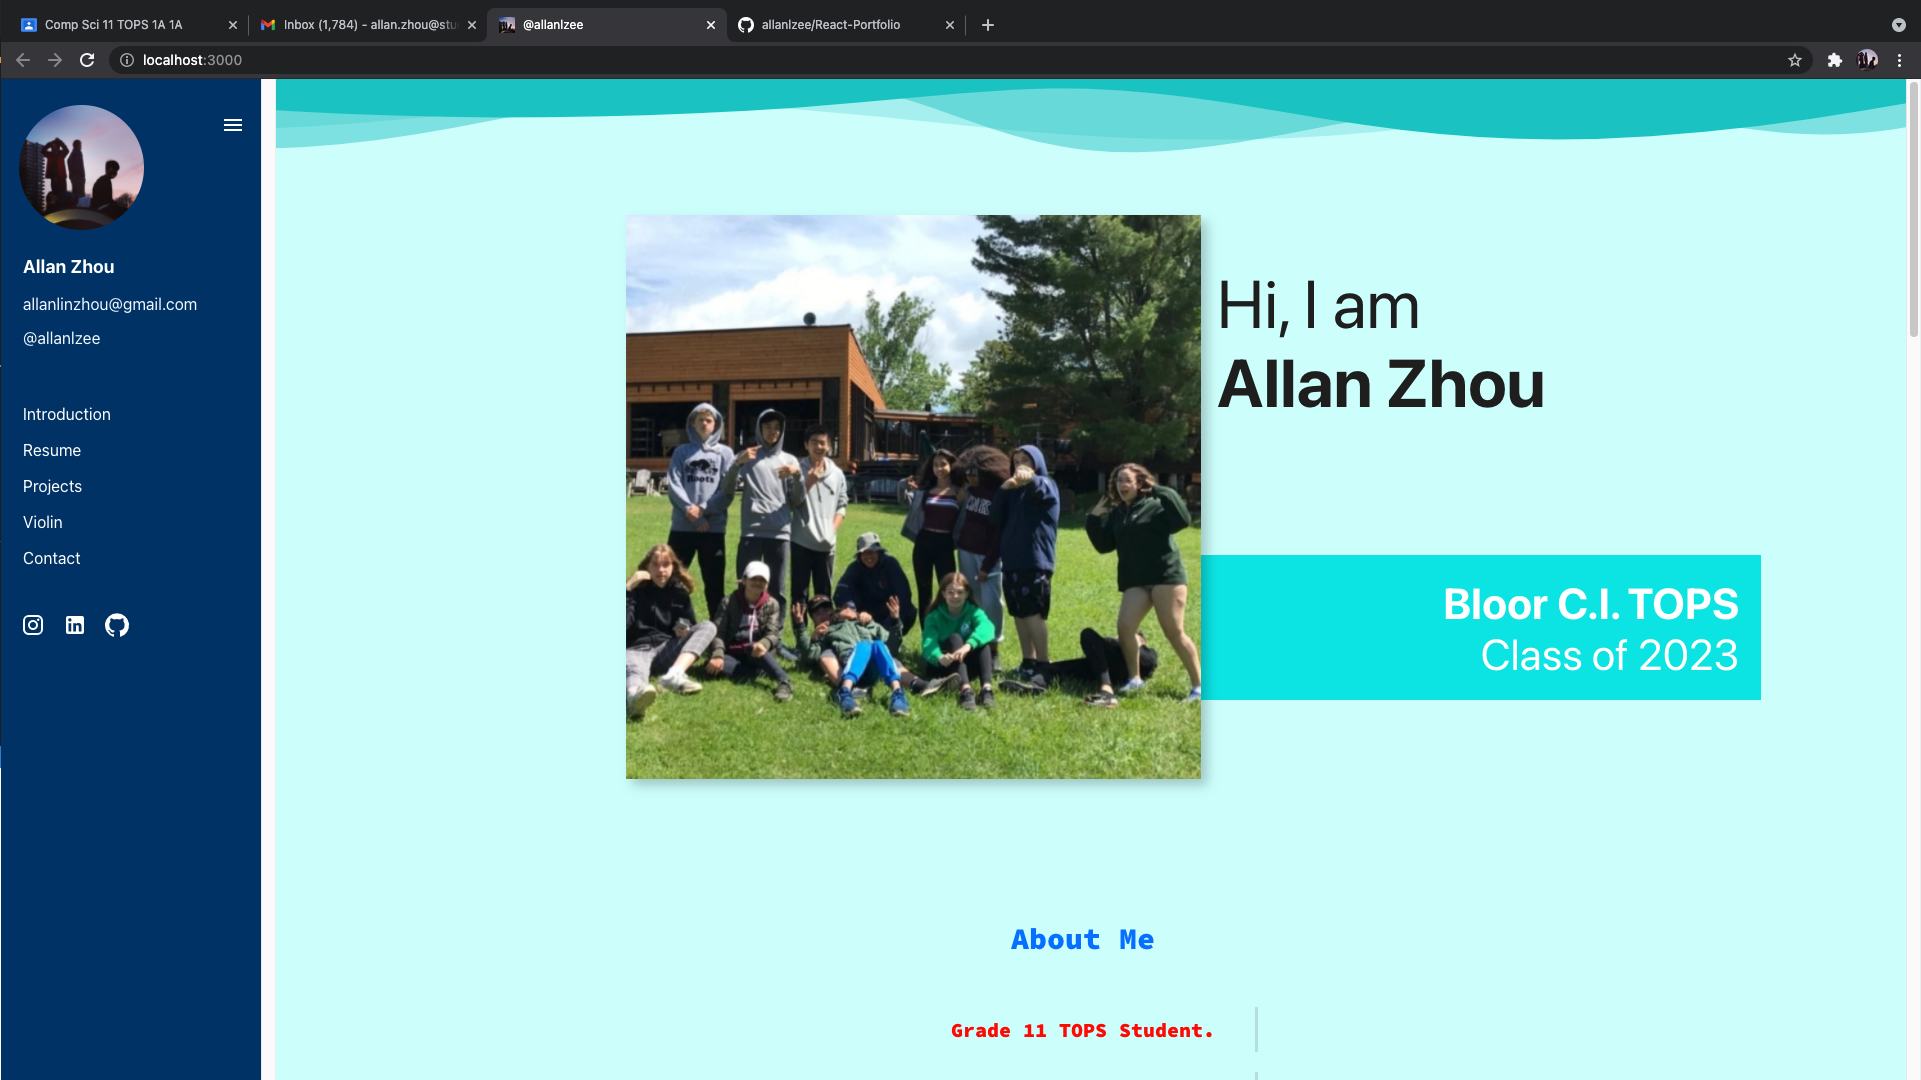 Comp Sci 11 TOPS 1A 1A
Inbox (1,784) - allan.zhou@stu
@allanlzee
allanlzee/React-Portfolio
localhost:3000
Allan Zhou
allanlinzhou@gmail.com
@allanlzee
Introduction
Resume
Projects
Violin
Contact
Hi, I am
Allan Zhou
Roots
Bloor C.I. TOPS
Class of 2023
About Me
Grade 11 TOPS Student.